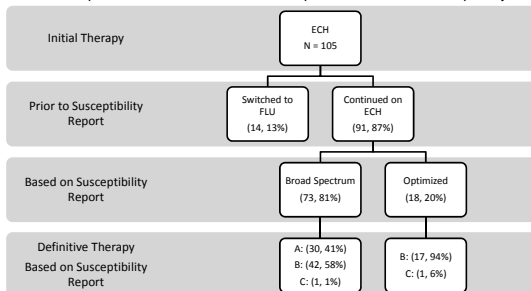 Initial Therapy
ECH
N = 105
Prior to Susceptibility
Report
Switched to
FLU
(14, 13%)
Continued on
ECH
(91, 87%)
Based on Susceptibility
Report
Broad Spectrum
(73, 81%)
Optimized
(18, 20%)
Definitive Therapy
Based on Susceptibility
Report
A: (30, 41%)
B: (42, 58%)
C: (1, 1%)
B: (17, 94%)
C: (1, 6%)